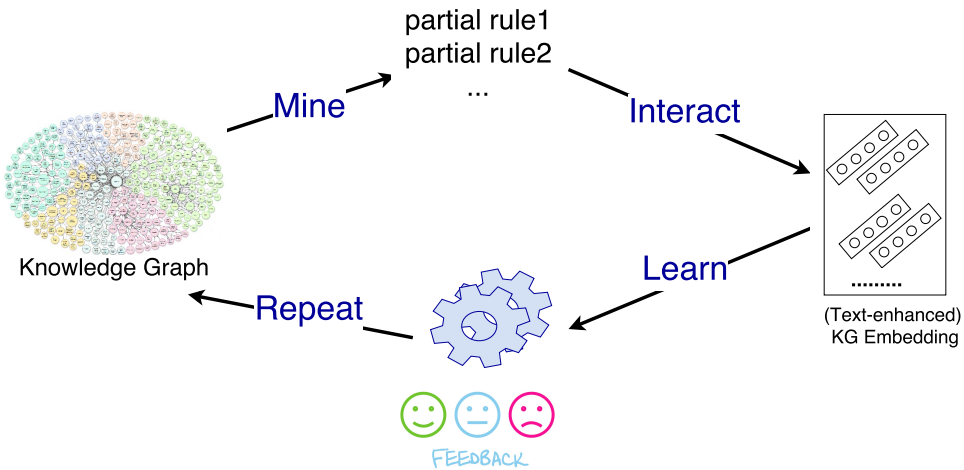 partial rule1
partial rule2
...
Mine
Interact
Knowledge Graph
Learn
Repeat
.........
(Text-enhanced)
KG Embedding
FEEDBACK